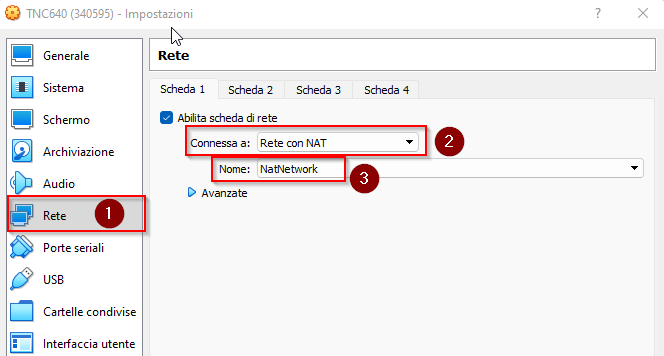 TNC640 (340595) - Impostazioni
?
Generale
Sistema
Schermo
Archiviazione
Audio
Rete
1
Porte seriali
USB
Cartelle condivise
Interfaccia utente
Rete
Scheda 1 Scheda 2 Scheda 3 Scheda 4
Abilita scheda di rete
Connessa a: Rete con NAT 2
Nome: NatNetwork
3
Avanzate